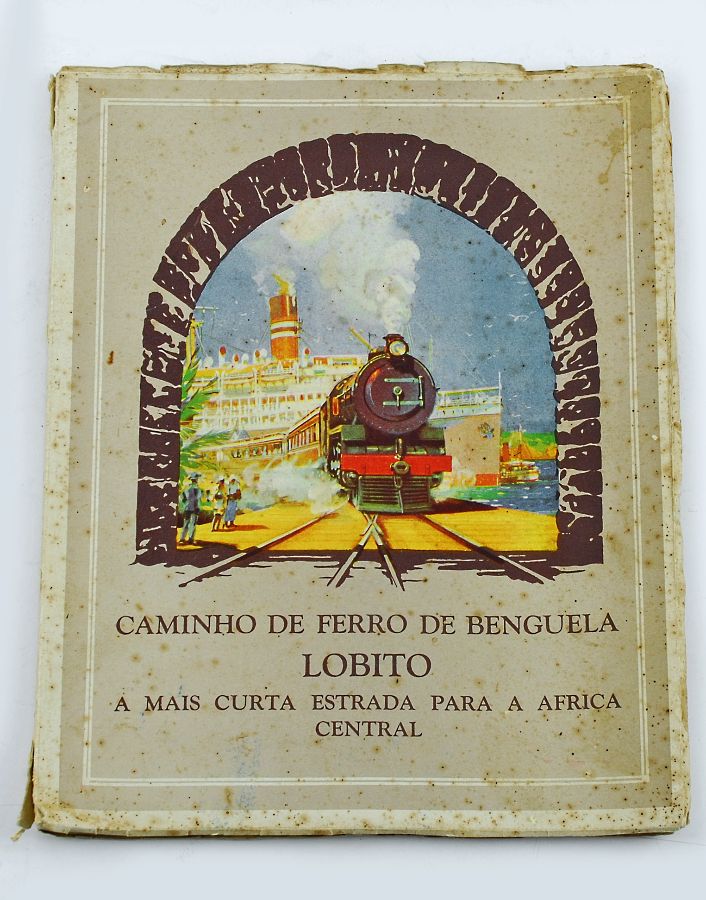 CAMINHO DE FERRO DE BENGUELA
LOBITO
A MAIS CURTA ESTRADA PARA A AFRICA
CENTRAL